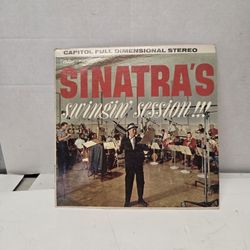 CAPITOL FULL DIMENSIONAL STEREO
SINATRA'S
swingin' session!!!